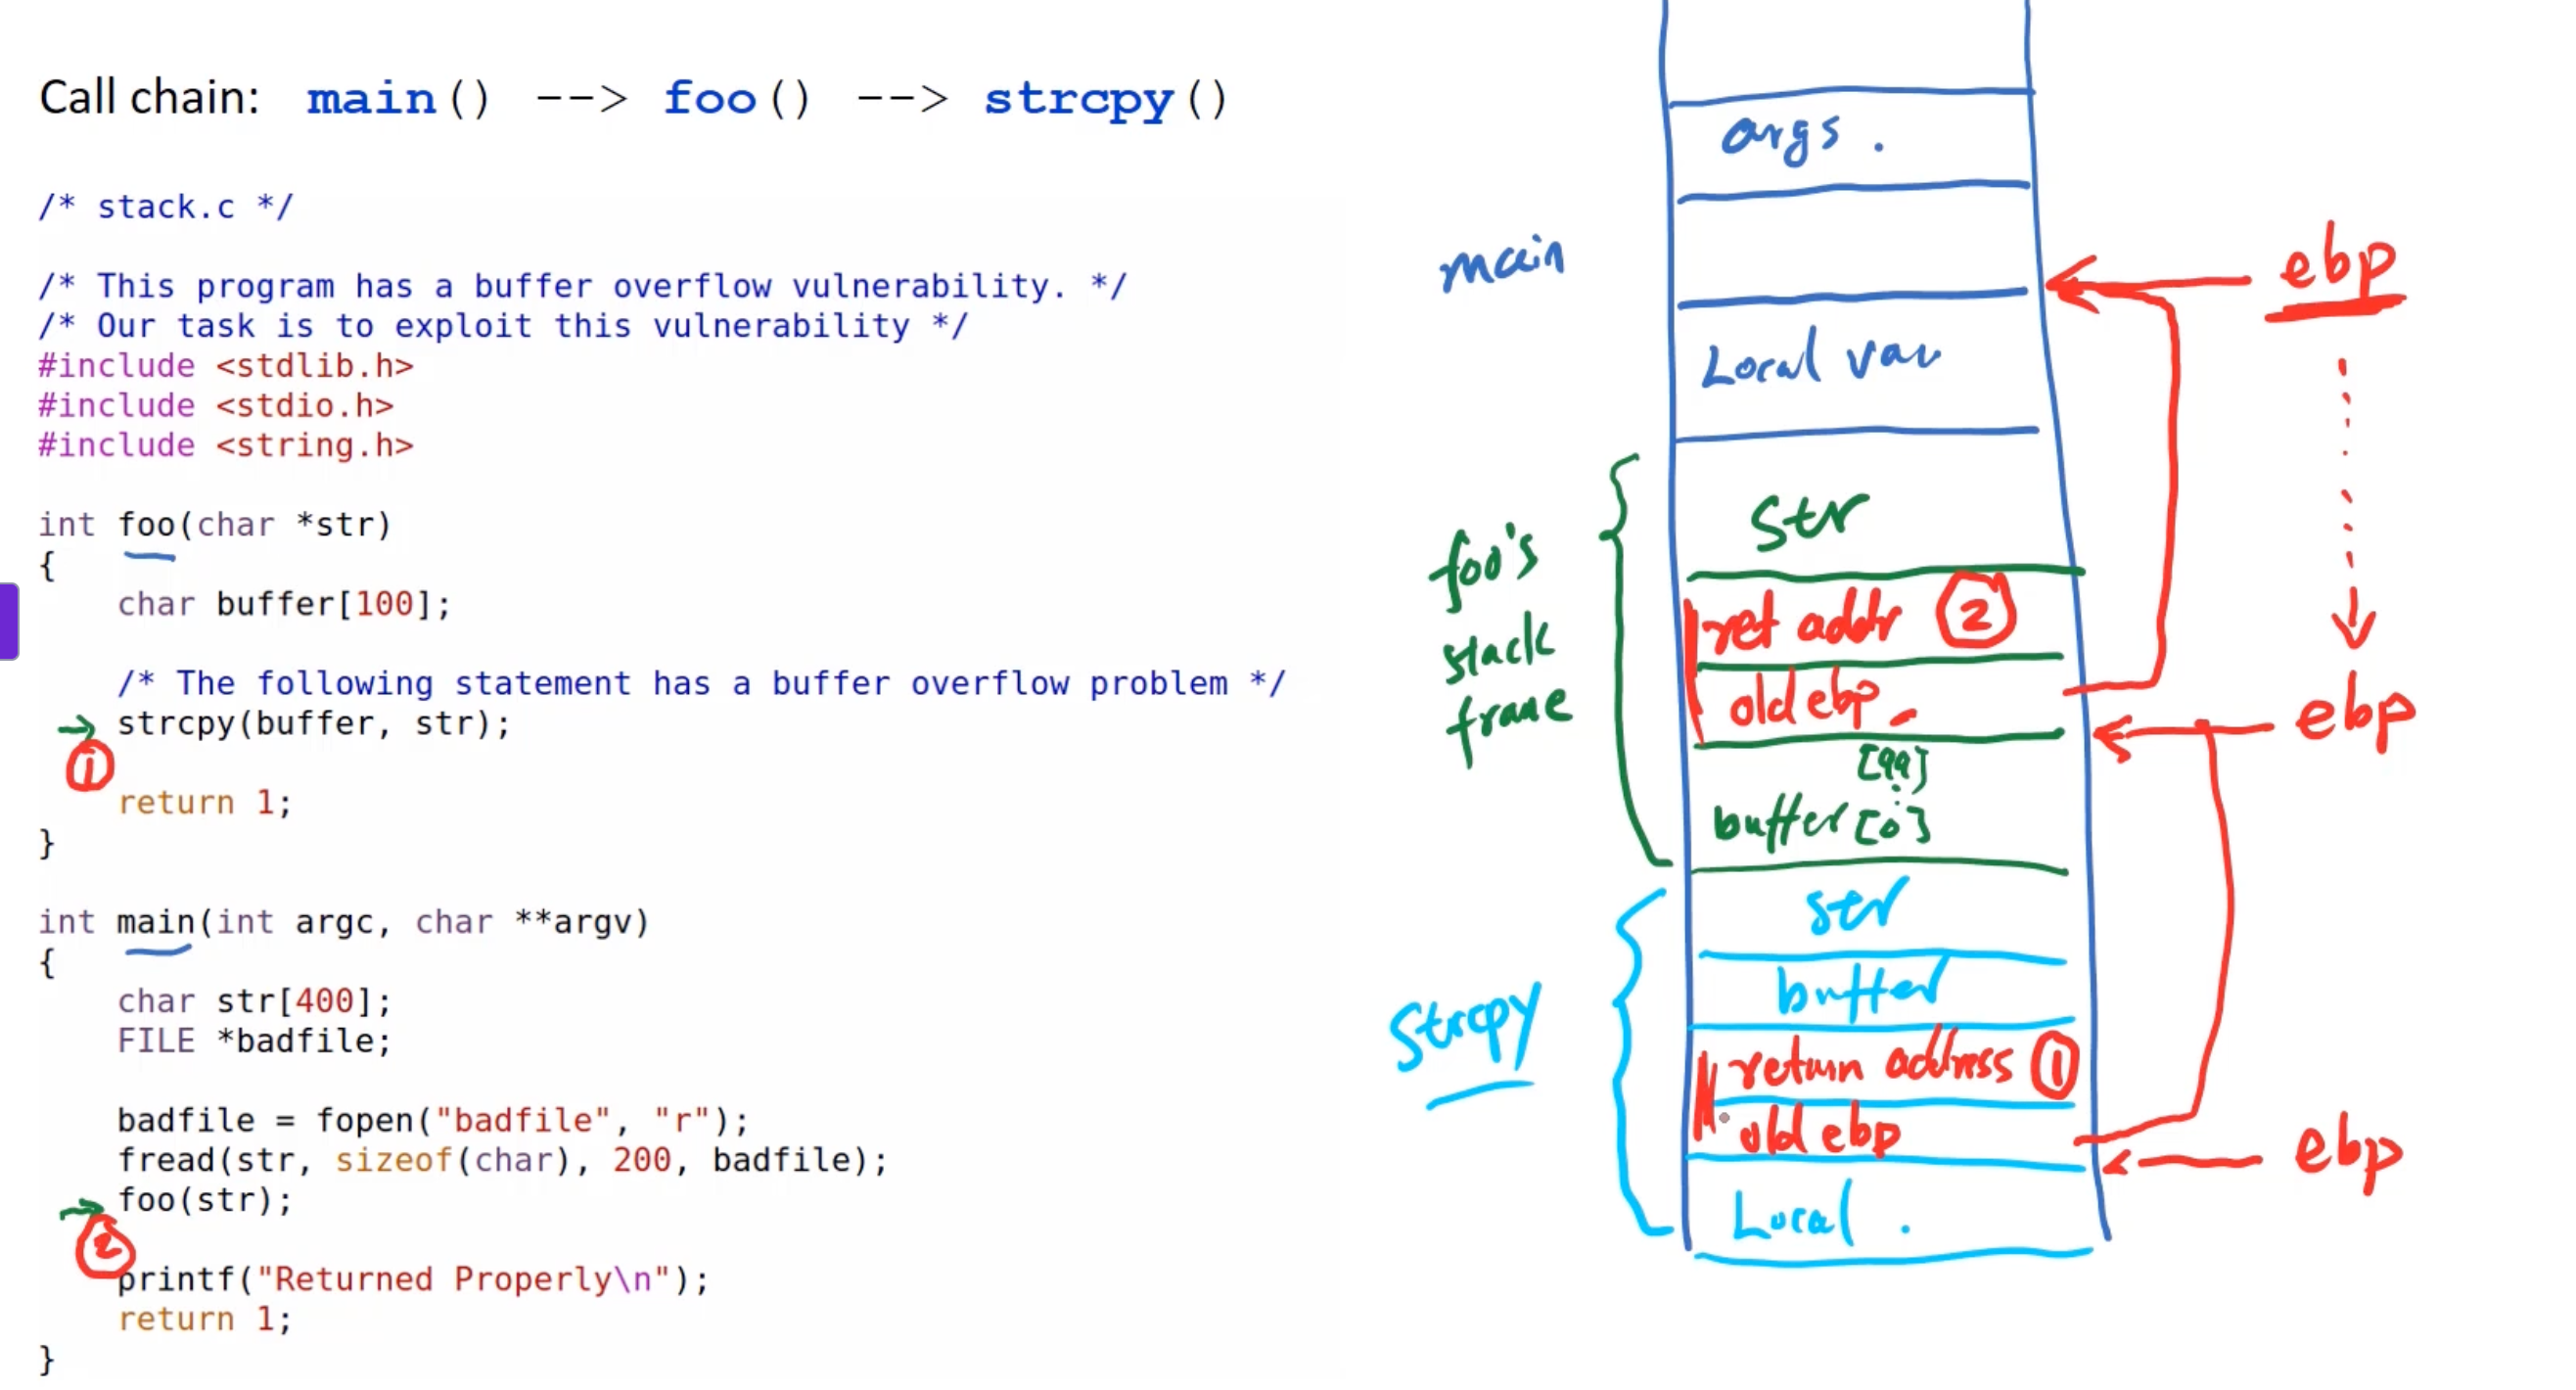 Call chain: main() --> foo() --> strcpy()
/* stack.c */
/* This program has a buffer overflow vulnerability. */
/* Our task is to exploit this vulnerability */
#include <stdlib.h>
#include <stdio.h>
#include <string.h>
int foo(char *str)
{
char buffer[100];
/* The following statement has a buffer overflow problem */
strcpy(buffer, str);
1
return 1;
}
int main(int argc, char **argv)
{
char str[400];
FILE *badfile;
badfile = fopen("badfile", "r");
fread(str, sizeof(char), 200, badfile);
foo(str);
2
printf("Returned Properly\n");
return 1;
}
args.
main
ebp
Local var
foo's
stack
frame
str
ret addr 2
old ebp
ebp
[99]
buffer [0]
strcpy
str
buffer
return address 1
old ebp
ebp
Local.